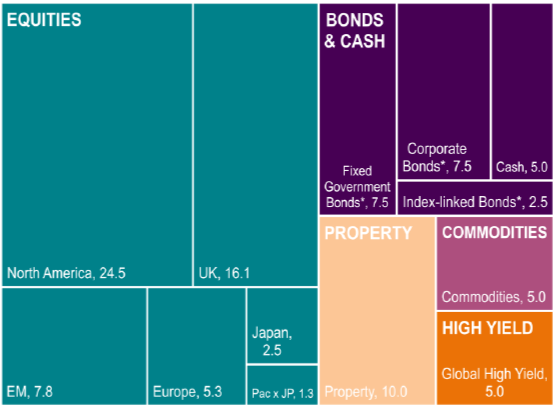 EQUITIES
North America, 24.5
UK, 16.1
EM, 7.8
Europe, 5.3
Japan,
2.5
Pac x JP, 1.3
BONDS
& CASH
Fixed
Government
Bonds*, 7.5
Corporate
Bonds*, 7.5
Cash, 5.0
Index-linked Bonds*, 2.5
PROPERTY
Property, 10.0
COMMODITIES
Commodities, 5.0
HIGH YIELD
Global High Yield,
5.0